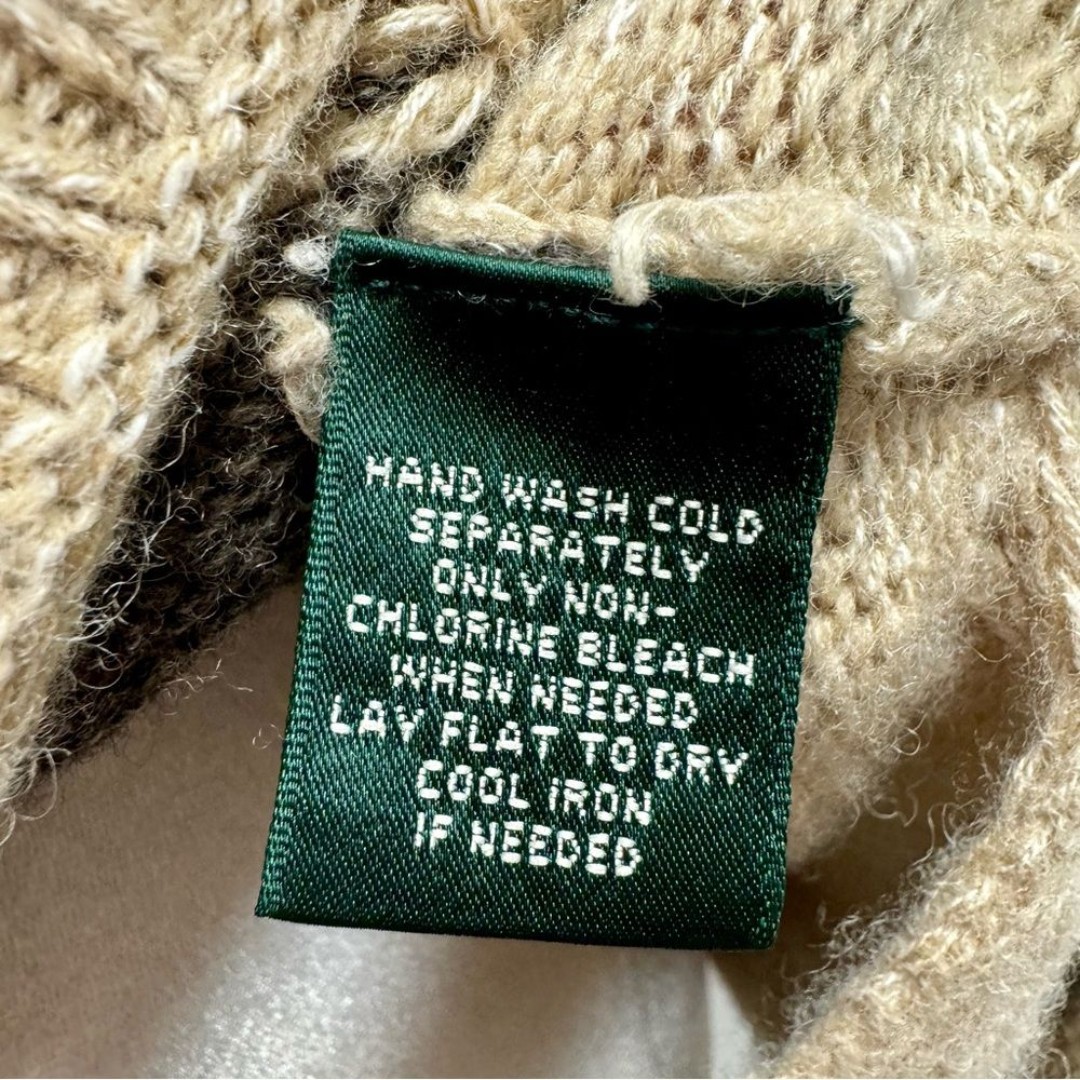 HAND WASH COLD
SEPARATELY
ONLY NON-
CHLORINE BLEACH
WHEN NEEDED
LAY FLAT TO DRY
COOL IRON
IF NEEDED